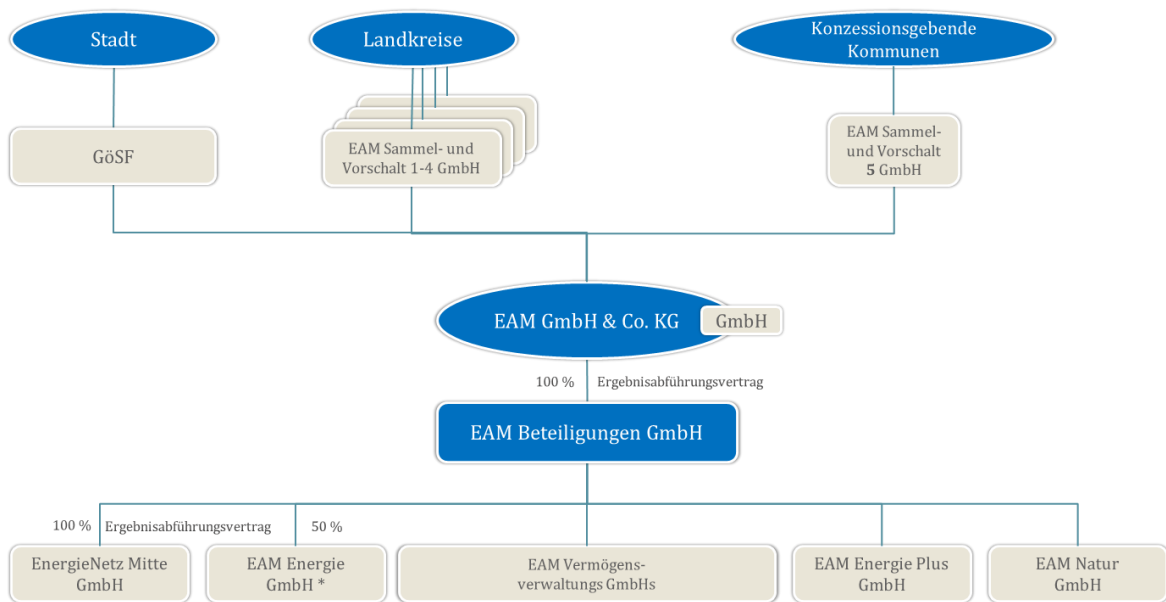 Stadt
Landkreise
Konzessionsgebende
Kommunen
GöSF
EAM Sammel- und
Vorschalt 1-4 GmbH
EAM Sammel-
und Vorschalt
5 GmbH
EAM GmbH & Co. KG
GmbH
100 % Ergebnisabführungsvertrag
EAM Beteiligungen GmbH
100 % Ergebnisabführungsvertrag
50 %
EnergieNetz Mitte
GmbH
EAM Energie
GmbH *
EAM Vermögens-
verwaltungs GmbHs
EAM Energie Plus
GmbH
EAM Natur
GmbH